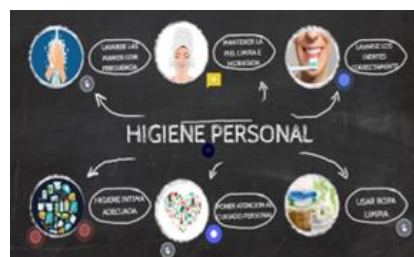 LAVARSE LAS
MANOS CON
FRECUENCIA
MANTENER LA
PIEL LIMPIA E
HIDRATADA
LAVARSE LOS
DIENTES
CORRECTAMENTE
HIGIENE PERSONAL
HIGIENE INTIMA
ADECUADA
PONER ATENCION AL
CUIDADO PERSONAL
USAR ROPA
LIMPIA